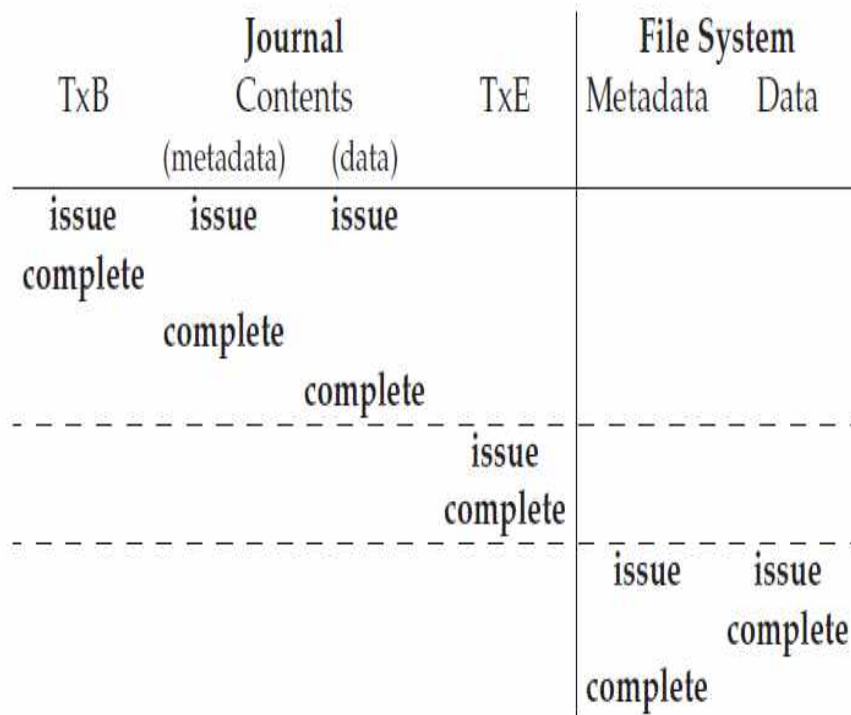 Journal File System
TxB Contents TxE Metadata Data
(metadata) (data)
issue issue issue
complete
complete
complete
issue
complete
issue issue
complete
complete